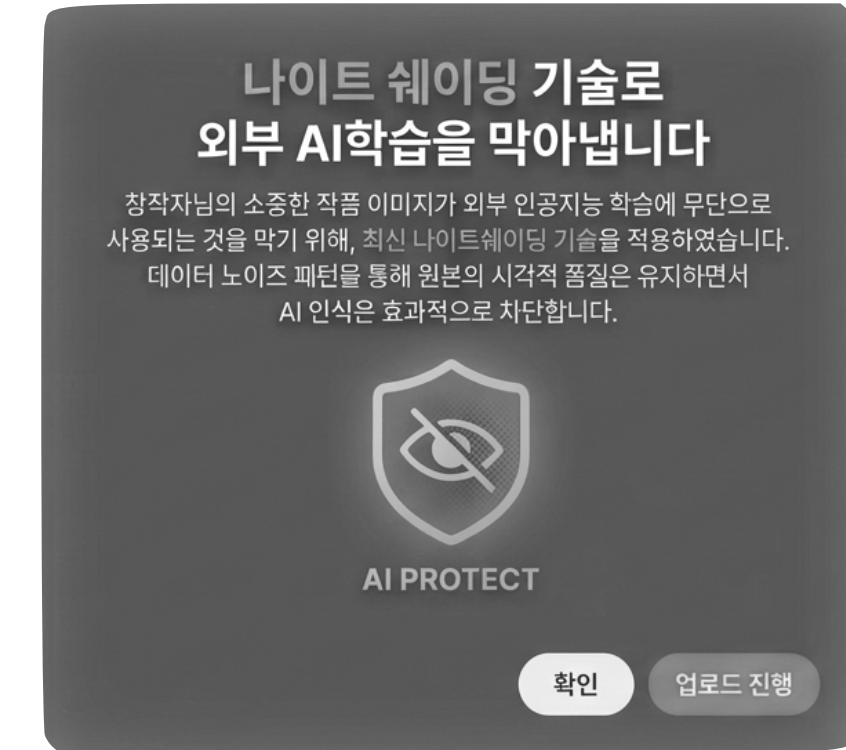 나이트 쉐이딩 기술로
외부 AI학습을 막아냅니다
창작자님의 소중한 작품 이미지가 외부 인공지능 학습에 무단으로
사용되는 것을 막기 위해, 최신 나이트쉐이딩 기술을 적용하였습니다.
데이터 노이즈 패턴을 통해 원본의 시각적 품질은 유지하면서
AI 인식은 효과적으로 차단합니다.
AI PROTECT
확인
업로드 진행